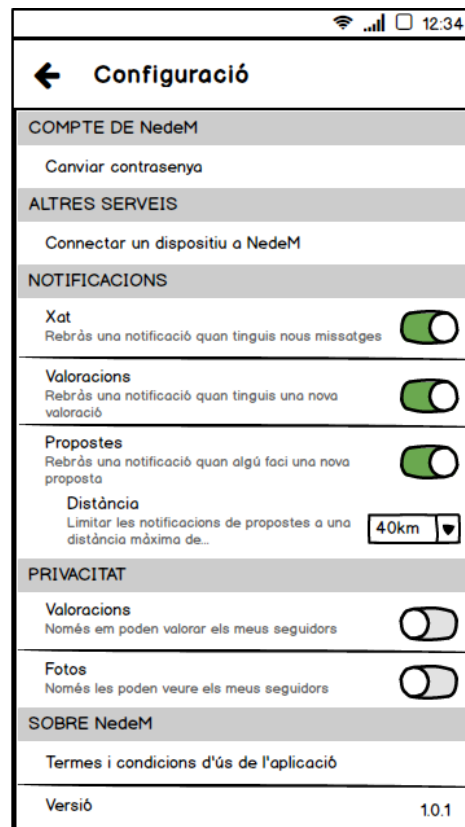 12:34
Configuració
COMPTE DE NedeM
Canviar contrasenya
ALTRES SERVEIS
Connectar un dispositiu a NedeM
NOTIFICACIONS
Xat
Rebràs una notificació quan tinguis nous missatges
Valoracions
Rebràs una notificació quan tinguis una nova
valoració
Propostes
Rebràs una notificació quan algú faci una nova
proposta
Distància
Limitar les notificacions de propostes a una
distància màxima de...
40km
PRIVACITAT
Valoracions
Només em poden valorar els meus seguidors
Fotos
Només les poden veure els meus seguidors
SOBRE NedeM
Termes i condicions d'ús de l'aplicació
Versió
1.0.1